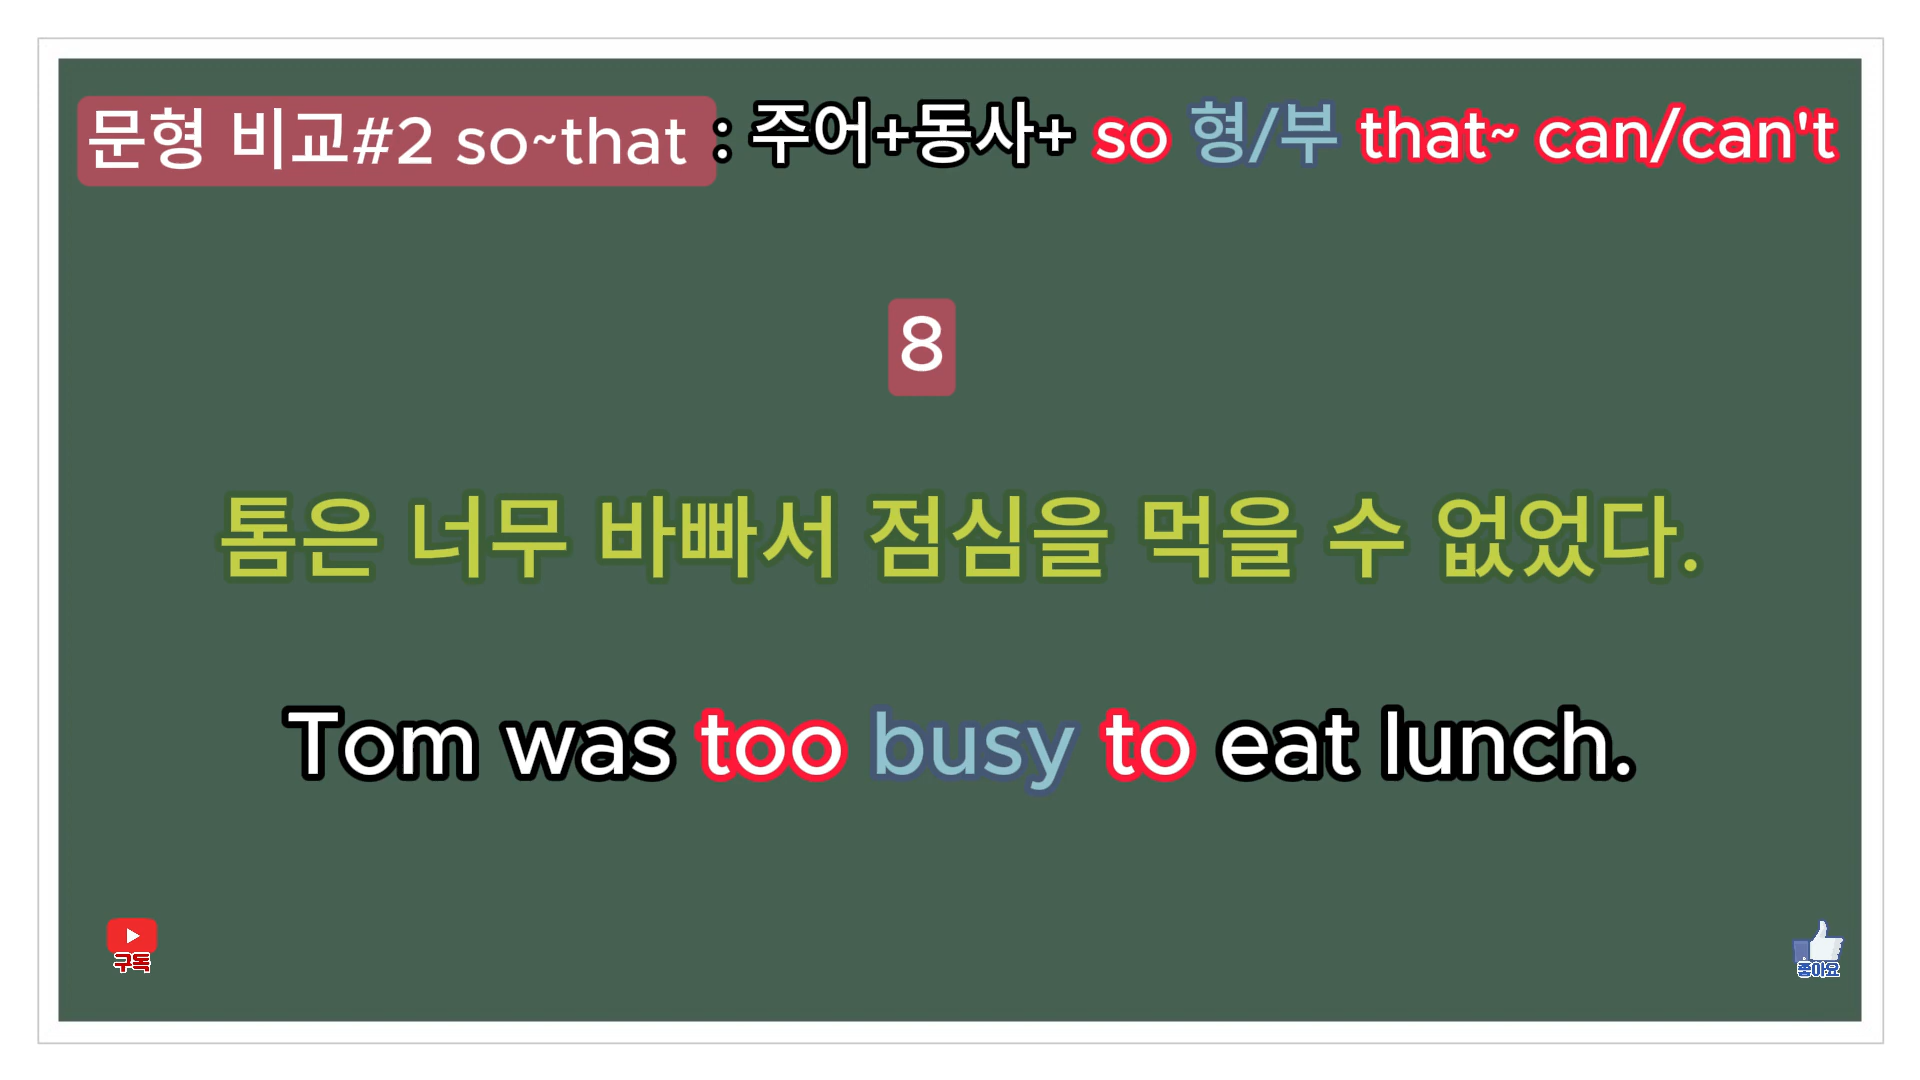 문형 비교#2 so~that : 주어+동사+ so 형/부 that~ can/can't
8
톰은 너무 바빠서 점심을 먹을 수 없었다.
Tom was too busy to eat lunch.
구독
좋아요